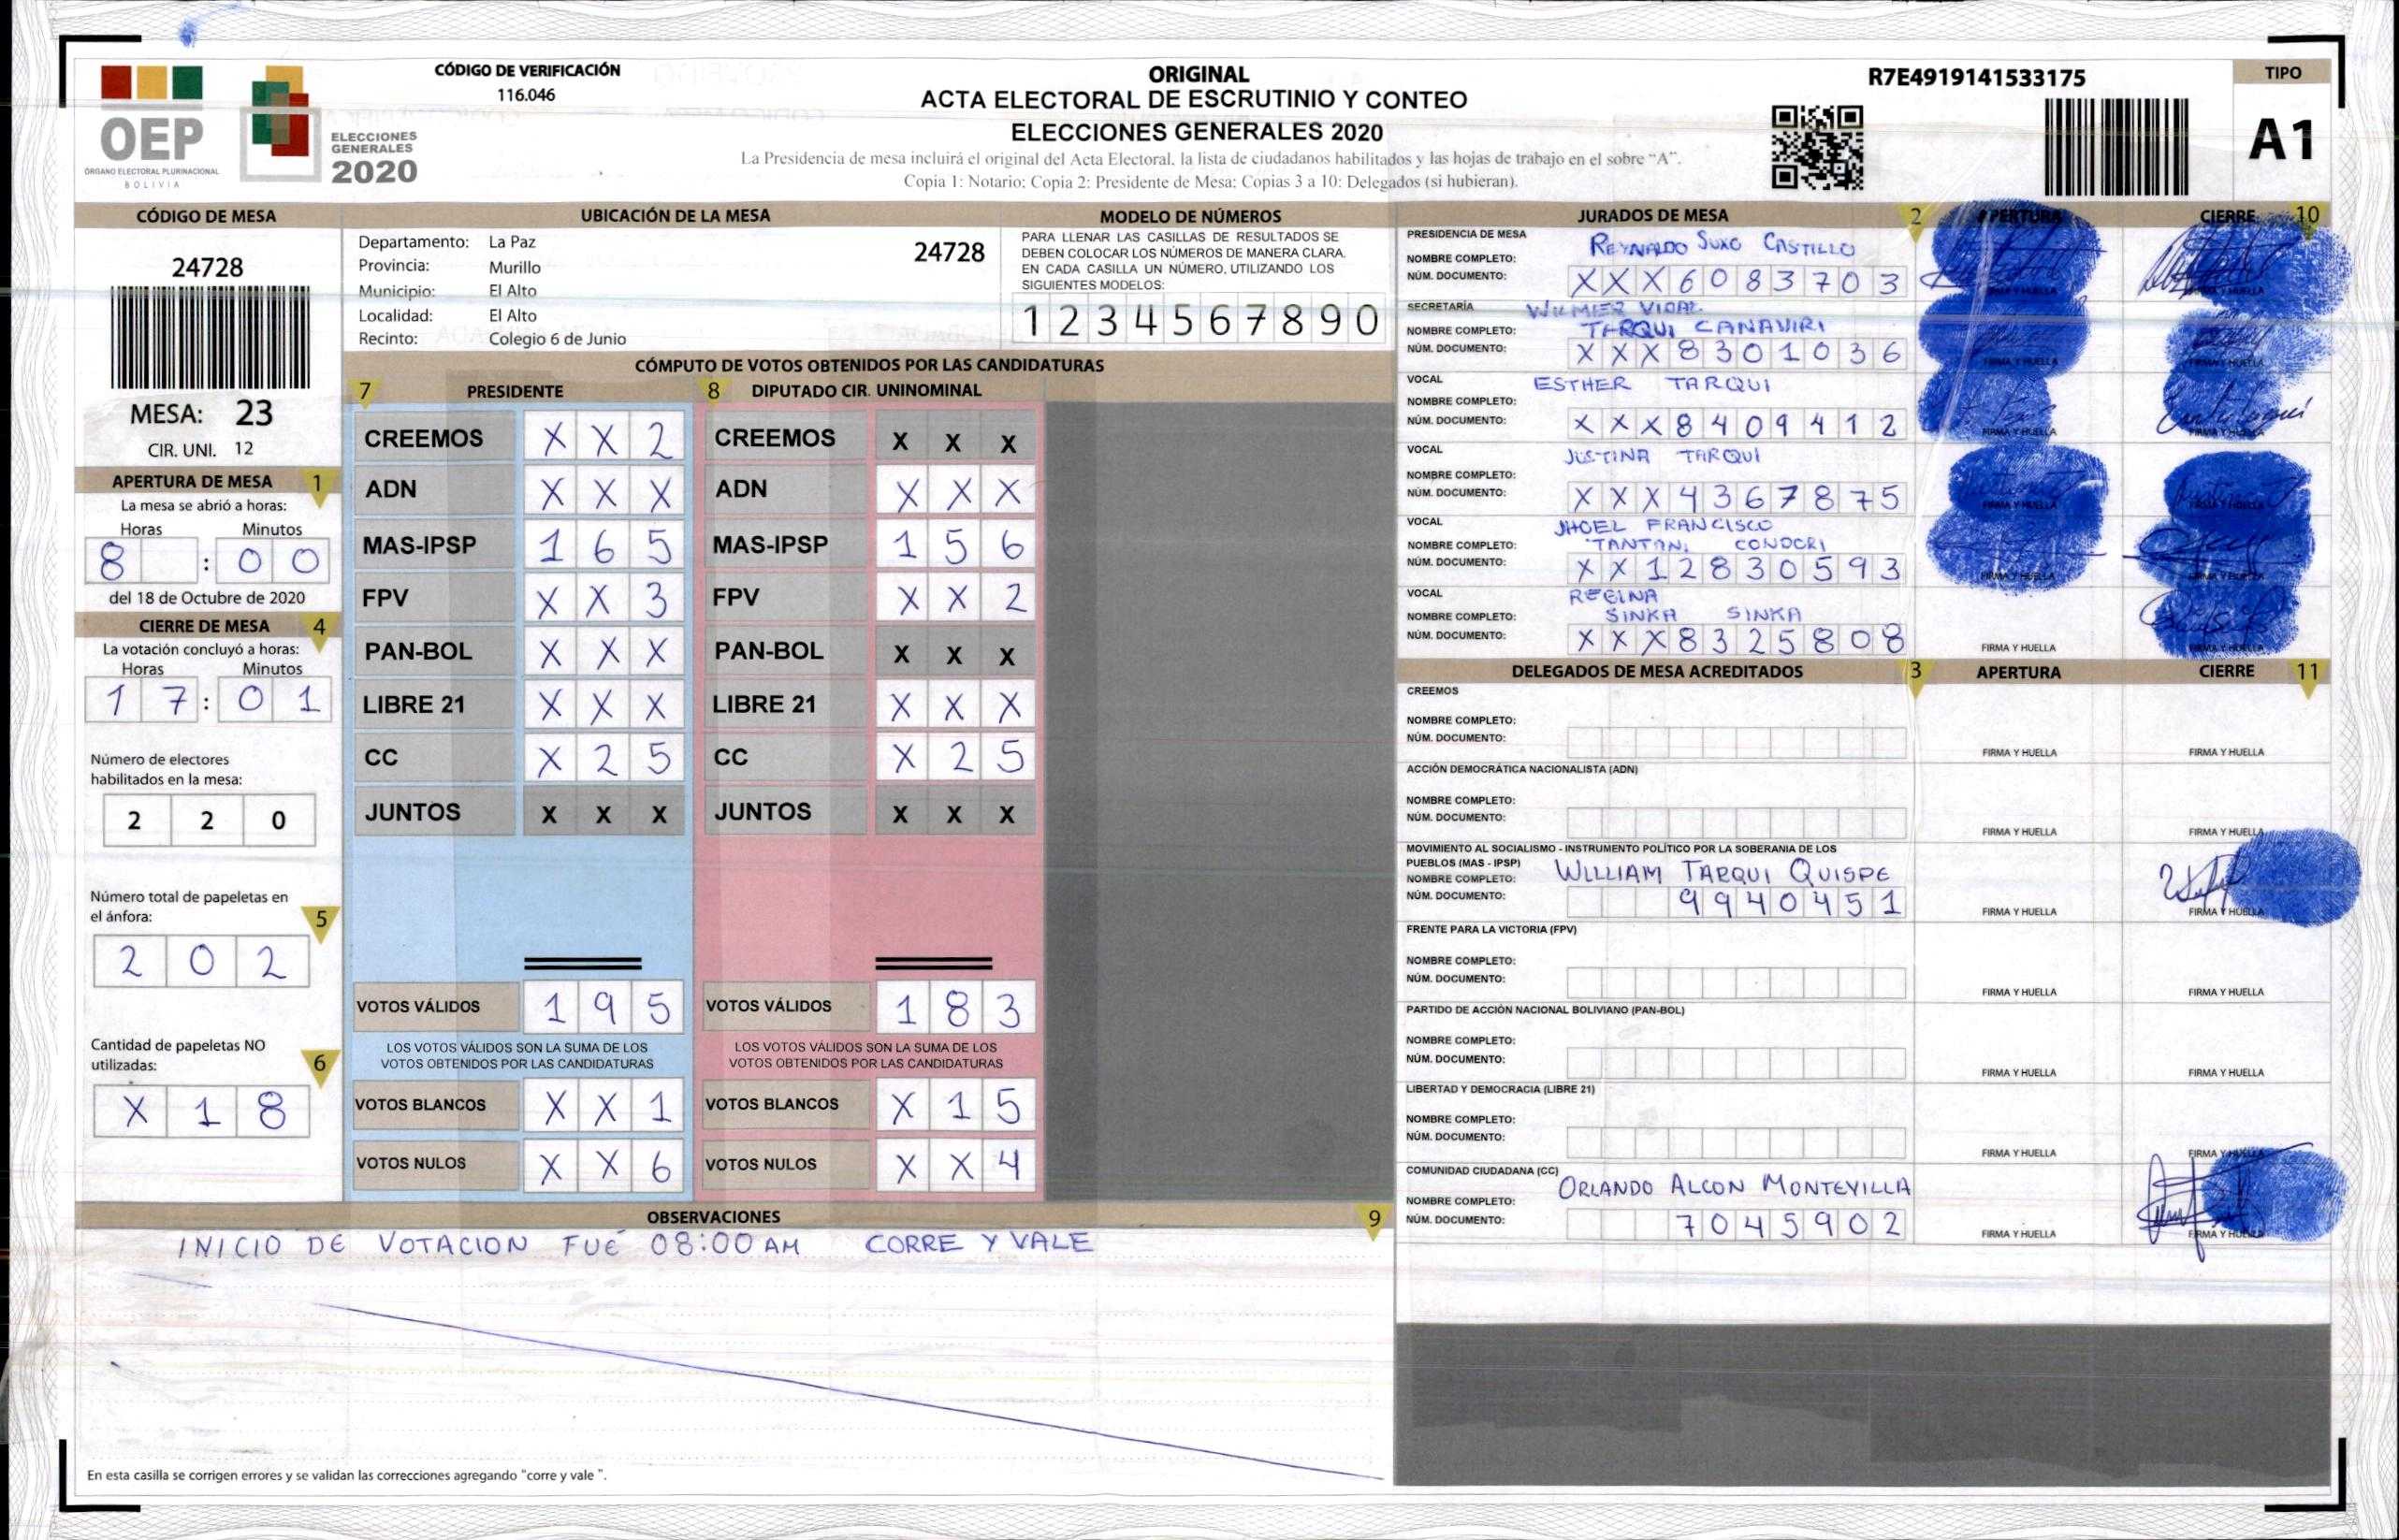 CÓDIGO DE VERIFICACIÓN
116.046
ORIGINAL
ACTA ELECTORAL DE ESCRUTINIO Y CONTEO
ELECCIONES GENERALES 2020
La Presidencia de mesa incluirá el original del Acta Electoral, la lista de ciudadanos habilitados y las hojas de trabajo en el sobre "A".
Copia 1: Notario; Copia 2: Presidente de Mesa; Copias 3 a 10: Delegados (si hubieran).
R7E4919141533175
TIPO
A1
OEP
ÓRGANO ELECTORAL PLURINACIONAL
BOLIVIA
ELECCIONES
GENERALES
2020
CÓDIGO DE MESA
24728
MESA: 23
CIR. UNI. 12
APERTURA DE MESA 1
La mesa se abrió a horas:
Horas Minutos
8 : 0 0
del 18 de Octubre de 2020
CIERRE DE MESA 4
La votación concluyó a horas:
Horas Minutos
1 7 : 0 1
Número de electores
habilitados en la mesa:
2 2 0
Número total de papeletas en
el ánfora: 5
2 0 2
Cantidad de papeletas NO
utilizadas: 6
X 1 8
UBICACIÓN DE LA MESA
Departamento: La Paz 24728
Provincia: Murillo
Municipio: El Alto
Localidad: El Alto
Recinto: Colegio 6 de Junio
MODELO DE NÚMEROS
PARA LLENAR LAS CASILLAS DE RESULTADOS SE
DEBEN COLOCAR LOS NÚMEROS DE MANERA CLARA.
EN CADA CASILLA UN NÚMERO, UTILIZANDO LOS
SIGUIENTES MODELOS:
1 2 3 4 5 6 7 8 9 0
CÓMPUTO DE VOTOS OBTENIDOS POR LAS CANDIDATURAS
7 PRESIDENTE 8 DIPUTADO CIR. UNINOMINAL
CREEMOS X X 2 CREEMOS X X X
ADN X X X ADN X X X
MAS-IPSP 1 6 5 MAS-IPSP 1 5 6
FPV X X 3 FPV X X 2
PAN-BOL X X X PAN-BOL X X X
LIBRE 21 X X X LIBRE 21 X X X
CC X 2 5 CC X 2 5
JUNTOS X X X JUNTOS X X X
VOTOS VÁLIDOS 1 9 5 VOTOS VÁLIDOS 1 8 3
LOS VOTOS VÁLIDOS SON LA SUMA DE LOS LOS VOTOS VÁLIDOS SON LA SUMA DE LOS
VOTOS OBTENIDOS POR LAS CANDIDATURAS VOTOS OBTENIDOS POR LAS CANDIDATURAS
VOTOS BLANCOS X X 1 VOTOS BLANCOS X 1 5
VOTOS NULOS X X 6 VOTOS NULOS X X 4
OBSERVACIONES 9
INICIO DE VOTACION FUÉ 08:00 AM CORRE Y VALE
En esta casilla se corrigen errores y se validan las correcciones agregando "corre y vale ".
JURADOS DE MESA 2 APERTURA CIERRE 10
PRESIDENCIA DE MESA
REYNALDO SUXO CASTILLO
NOMBRE COMPLETO:
NÚM. DOCUMENTO: X X X 6 0 8 3 7 0 3
SECRETARÍA
WILMIER VIDAL
NOMBRE COMPLETO: TARQUI CANAVIRI
NÚM. DOCUMENTO: X X X 8 3 0 1 0 3 6
VOCAL ESTHER TARQUI
NOMBRE COMPLETO:
NÚM. DOCUMENTO: X X X 8 4 0 9 4 1 2
VOCAL JUSTINA TARQUI
NOMBRE COMPLETO:
NÚM. DOCUMENTO: X X X 4 3 6 7 8 7 5
VOCAL JHOEL FRANCISCO
NOMBRE COMPLETO: TANTANI CONDORI
NÚM. DOCUMENTO: X X 1 2 8 3 0 5 9 3
VOCAL REGINA
NOMBRE COMPLETO: SINKA SINKA
NÚM. DOCUMENTO: X X X 8 3 2 5 8 0 8
FIRMA Y HUELLA FIRMA Y HUELLA
DELEGADOS DE MESA ACREDITADOS 3 APERTURA CIERRE 11
CREEMOS
NOMBRE COMPLETO:
NÚM. DOCUMENTO:
FIRMA Y HUELLA FIRMA Y HUELLA
ACCIÓN DEMOCRÁTICA NACIONALISTA (ADN)
NOMBRE COMPLETO:
NÚM. DOCUMENTO:
FIRMA Y HUELLA FIRMA Y HUELLA
MOVIMIENTO AL SOCIALISMO - INSTRUMENTO POLÍTICO POR LA SOBERANIA DE LOS
PUEBLOS (MAS - IPSP)
NOMBRE COMPLETO: WILLIAM TARQUI QUISPE
NÚM. DOCUMENTO: 9 9 4 0 4 5 1
FIRMA Y HUELLA FIRMA Y HUELLA
FRENTE PARA LA VICTORIA (FPV)
NOMBRE COMPLETO:
NÚM. DOCUMENTO:
FIRMA Y HUELLA FIRMA Y HUELLA
PARTIDO DE ACCIÓN NACIONAL BOLIVIANO (PAN-BOL)
NOMBRE COMPLETO:
NÚM. DOCUMENTO:
FIRMA Y HUELLA FIRMA Y HUELLA
LIBERTAD Y DEMOCRACIA (LIBRE 21)
NOMBRE COMPLETO:
NÚM. DOCUMENTO:
FIRMA Y HUELLA FIRMA Y HUELLA
COMUNIDAD CIUDADANA (CC)
ORLANDO ALCON MONTEVILLA
NOMBRE COMPLETO:
NÚM. DOCUMENTO: 7 0 4 5 9 0 2
FIRMA Y HUELLA FIRMA Y HUELLA